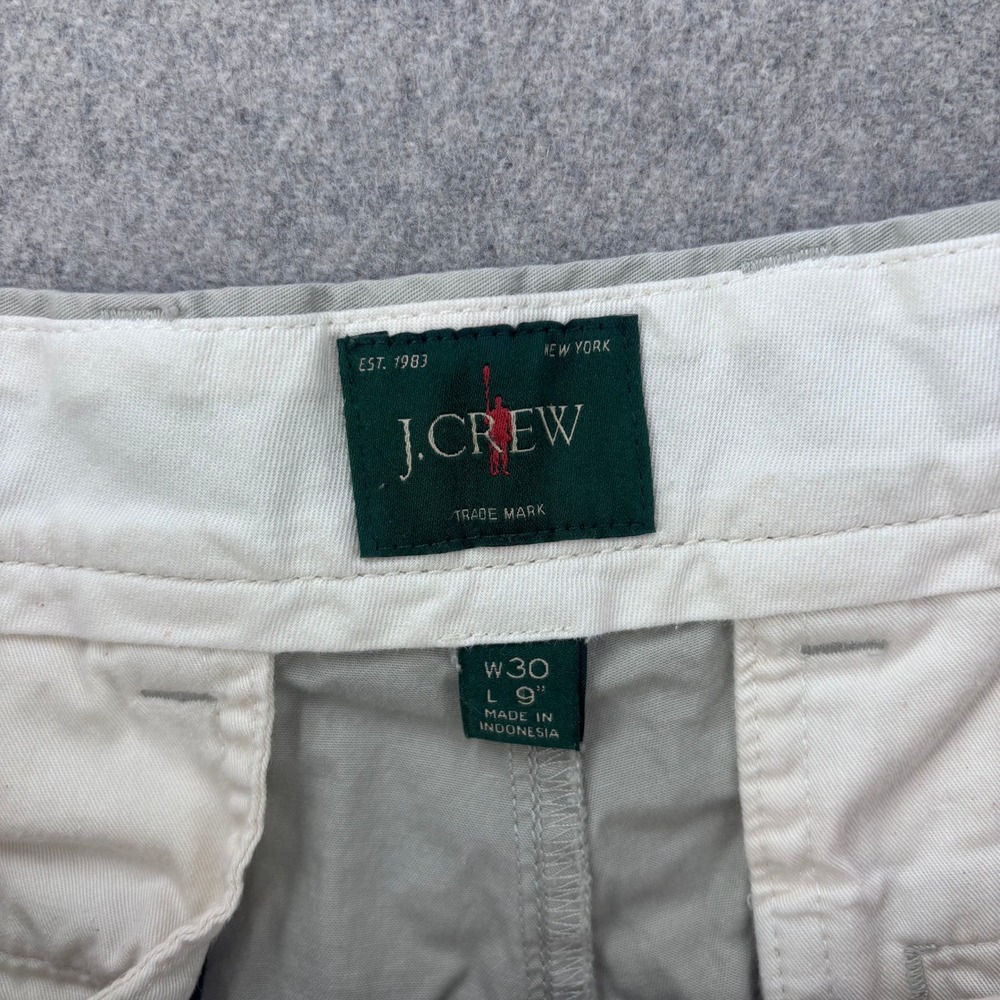 EST. 1983 NEW YORK
J.CREW
TRADE MARK
W30
L 9"
MADE IN
INDONESIA